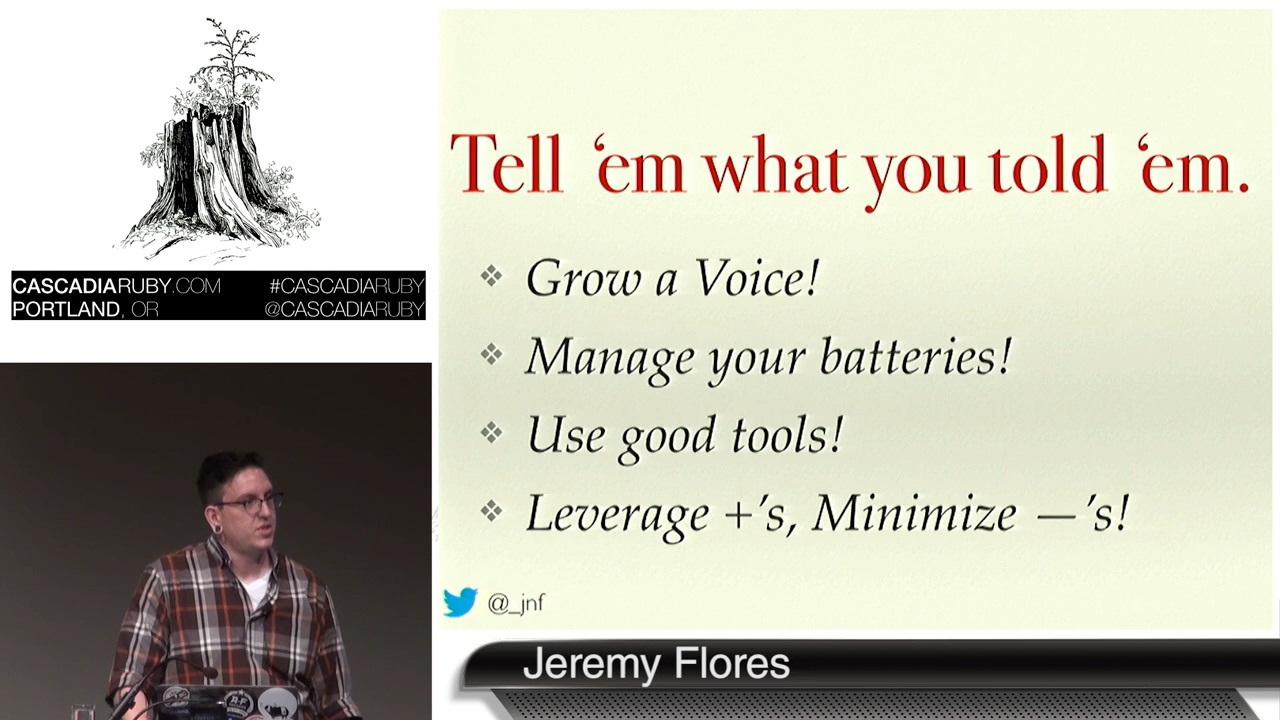 CASCADIARUBY.COM #CASCADIARUBY
PORTLAND, OR @CASCADIARUBY
Tell ‘em what you told ‘em.
❖ Grow a Voice!
❖ Manage your batteries!
❖ Use good tools!
❖ Leverage +’s, Minimize —’s!
@_jnf
Jeremy Flores